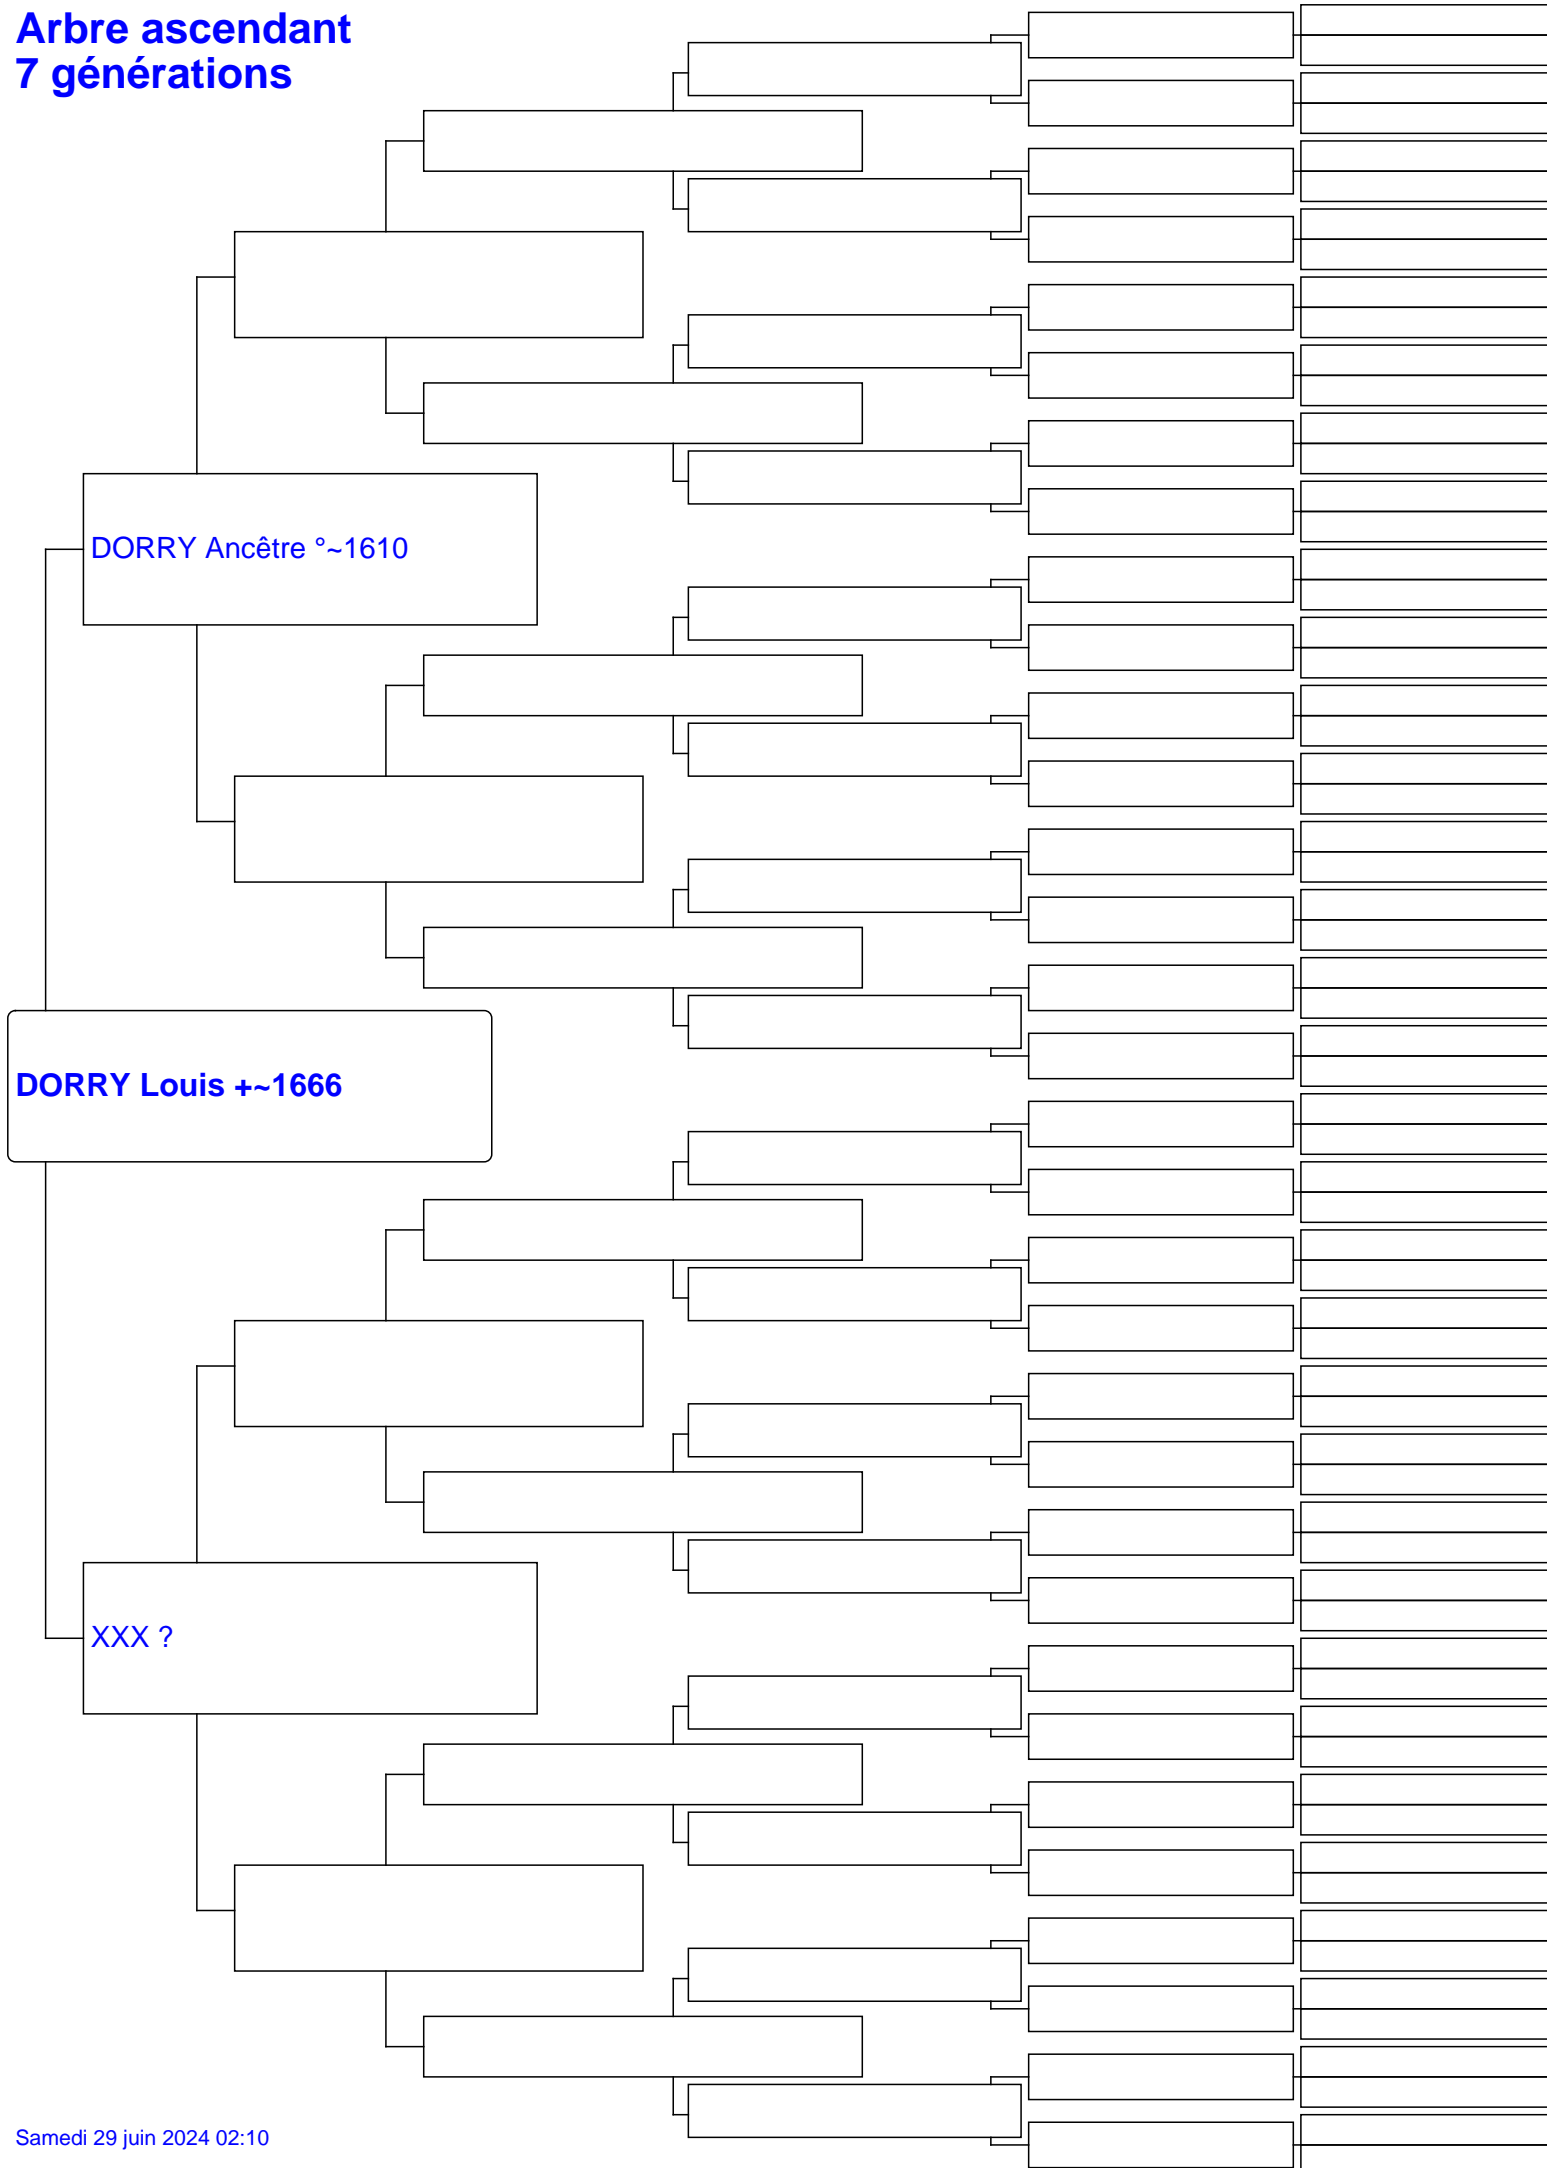 Arbre ascendant
7 générations
DORRY Ancêtre °~1610
DORRY Louis +~1666
XXX ?
Samedi 29 juin 2024 02:10